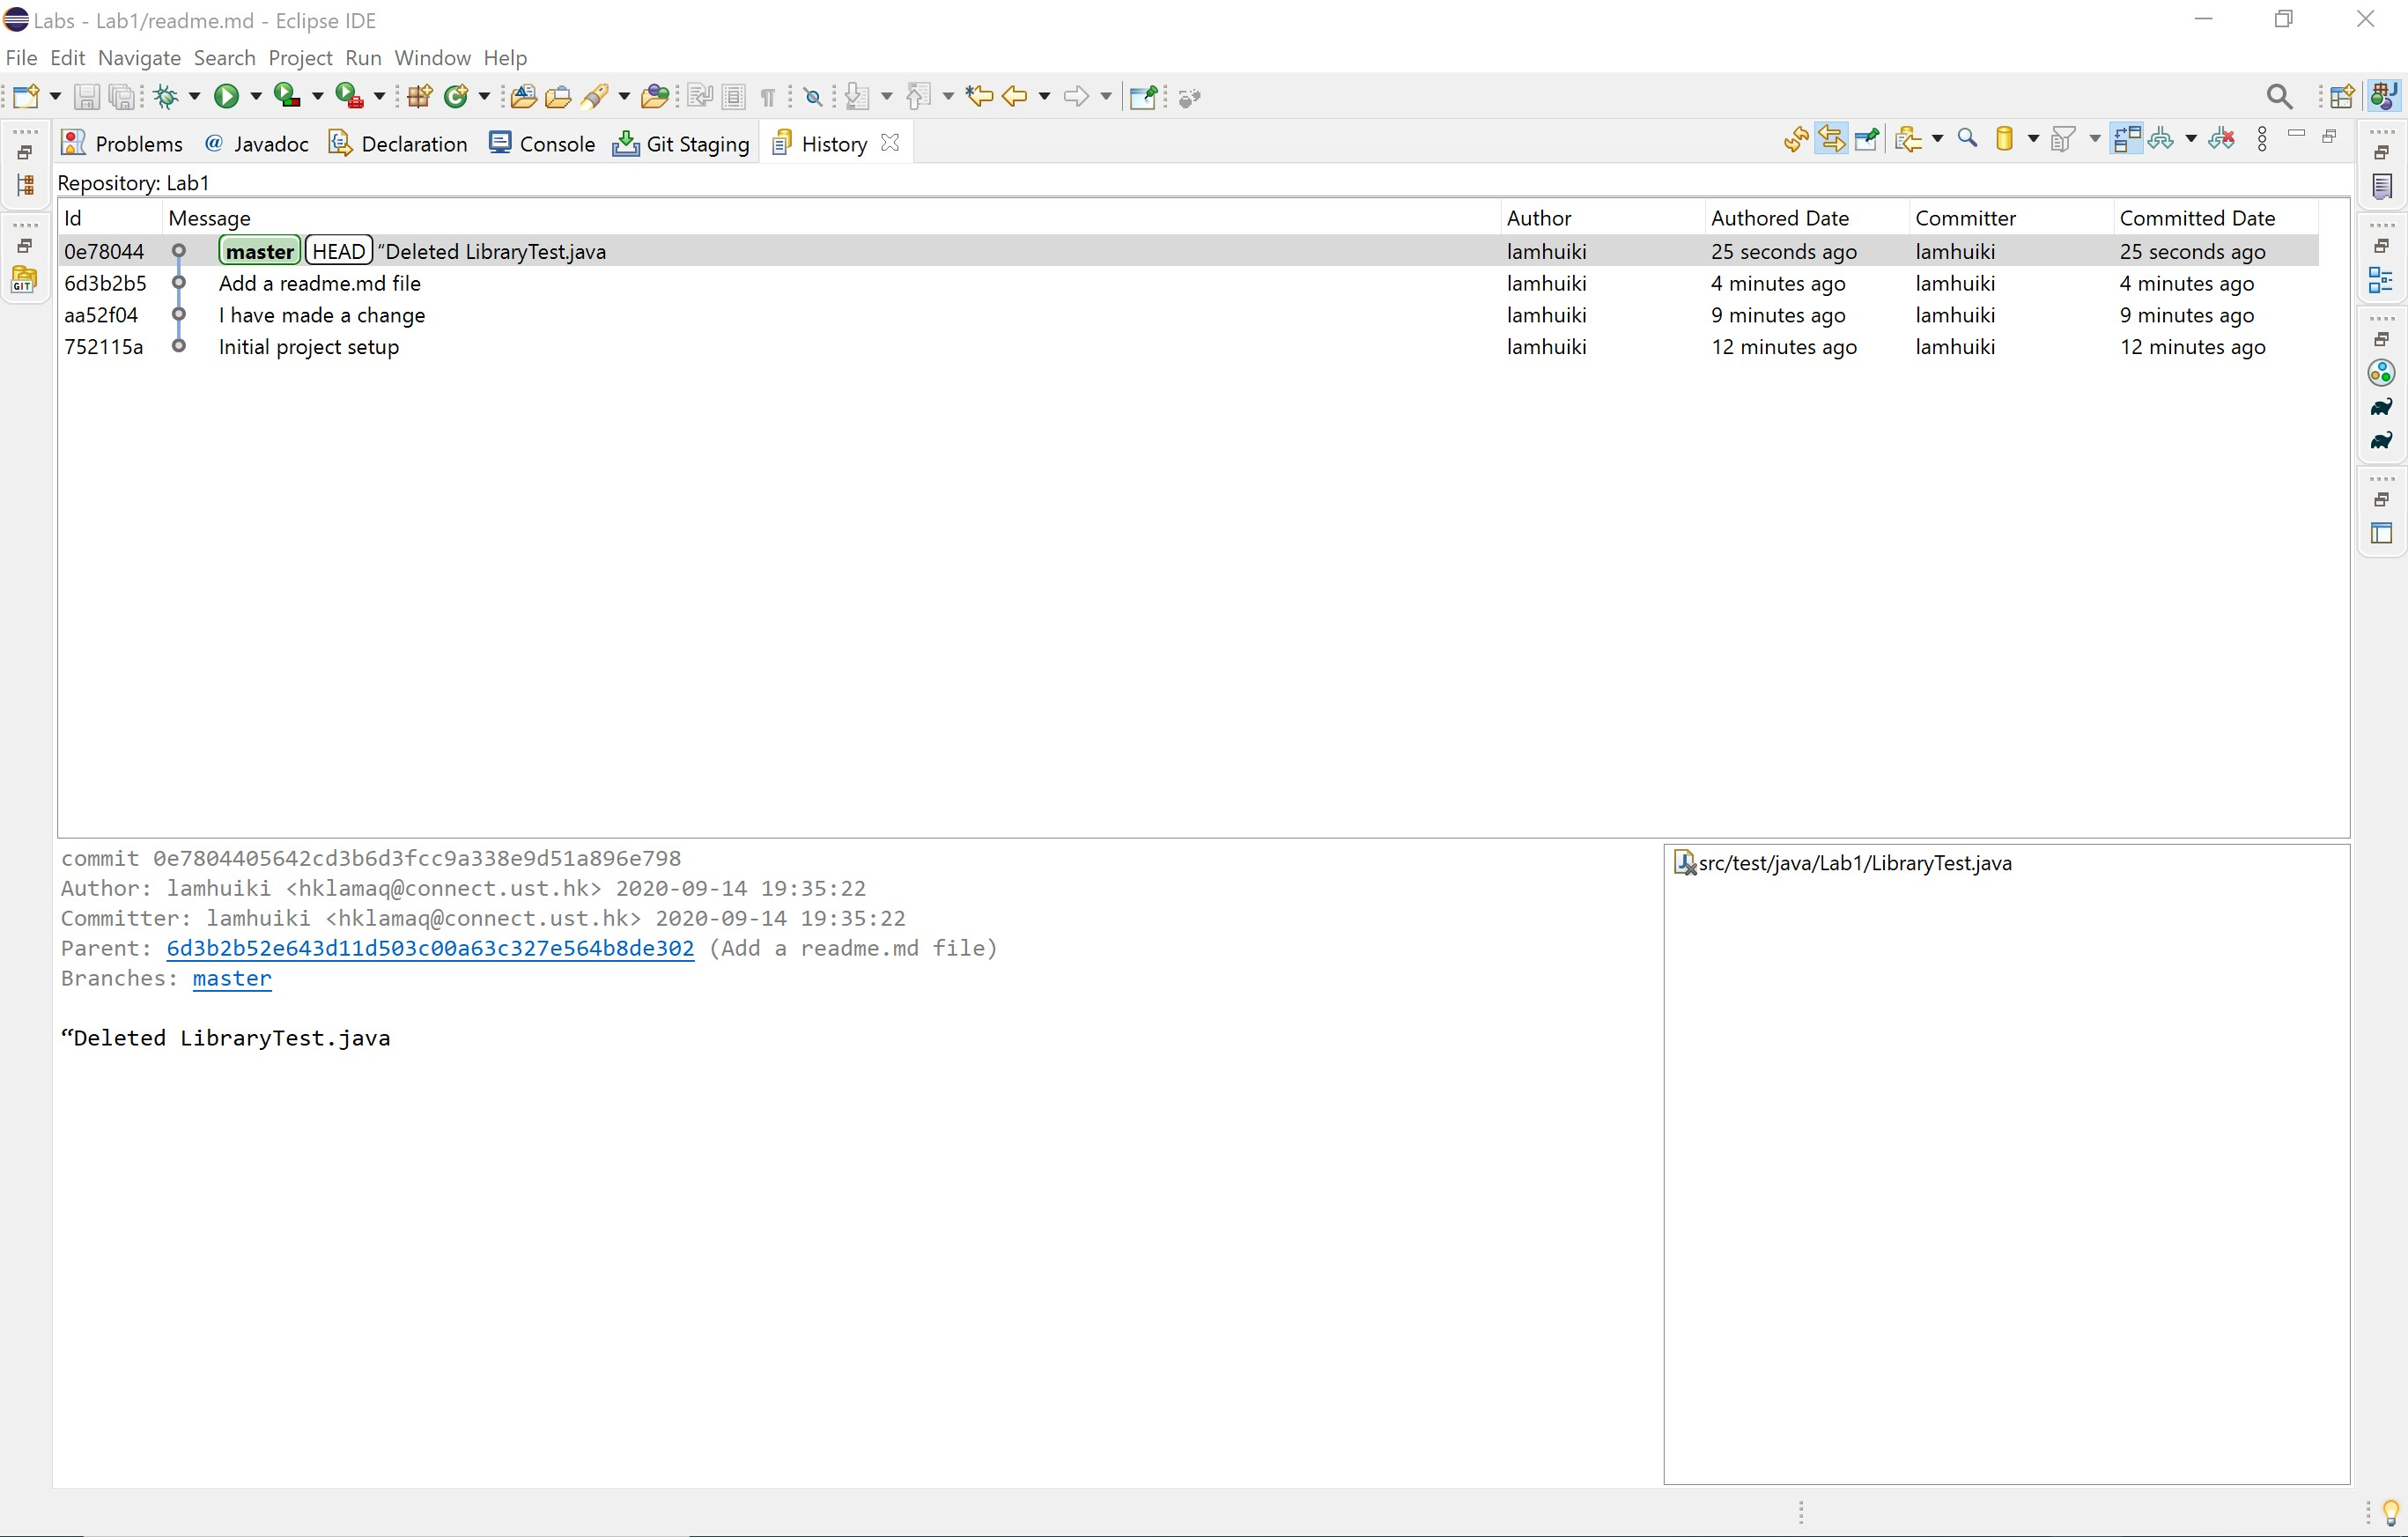 Labs - Lab1/readme.md - Eclipse IDE
File Edit Navigate Search Project Run Window Help
Problems @ Javadoc Declaration Console Git Staging History
Repository: Lab1
Id Message Author Authored Date Committer Committed Date
0e78044 master HEAD “Deleted LibraryTest.java lamhuiki 25 seconds ago lamhuiki 25 seconds ago
6d3b2b5 Add a readme.md file lamhuiki 4 minutes ago lamhuiki 4 minutes ago
aa52f04 I have made a change lamhuiki 9 minutes ago lamhuiki 9 minutes ago
752115a Initial project setup lamhuiki 12 minutes ago lamhuiki 12 minutes ago
GIT
commit 0e7804405642cd3b6d3fcc9a338e9d51a896e798
Author: lamhuiki <hklamaq@connect.ust.hk> 2020-09-14 19:35:22
Committer: lamhuiki <hklamaq@connect.ust.hk> 2020-09-14 19:35:22
Parent: 6d3b2b52e643d11d503c00a63c327e564b8de302 (Add a readme.md file)
Branches: master
“Deleted LibraryTest.java
src/test/java/Lab1/LibraryTest.java